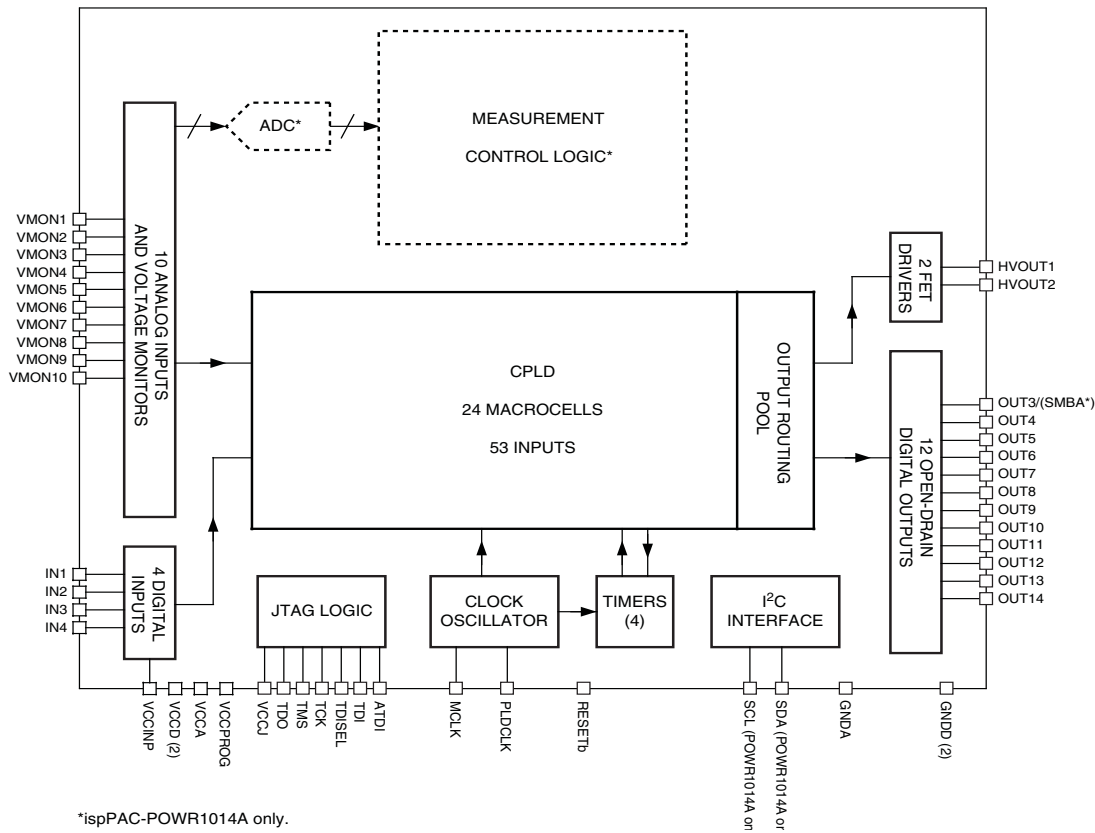 ADC*
MEASUREMENT
CONTROL LOGIC*
10 ANALOG INPUTS
AND VOLTAGE MONITORS
VMON1
VMON2
VMON3
VMON4
VMON5
VMON6
VMON7
VMON8
VMON9
VMON10
2 FET
DRIVERS
HVOUT1
HVOUT2
CPLD
24 MACROCELLS
53 INPUTS
OUTPUT ROUTING
POOL
12 OPEN-DRAIN
DIGITAL OUTPUTS
OUT3/(SMBA*)
OUT4
OUT5
OUT6
OUT7
OUT8
OUT9
OUT10
OUT11
OUT12
OUT13
OUT14
4 DIGITAL
INPUTS
IN1
IN2
IN3
IN4
JTAG LOGIC
CLOCK
OSCILLATOR
TIMERS
(4)
I²C
INTERFACE
VCCINP
VCCD (2)
VCCA
VCCPROG
VCCJ
TDO
TMS
TCK
TDISEL
TDI
ATDI
MCLK
PLDCLK
RESETb
SCL (POWR1014A
SDA (POWR1014A
GNDA
GNDD (2)
*ispPAC-POWR1014A only.